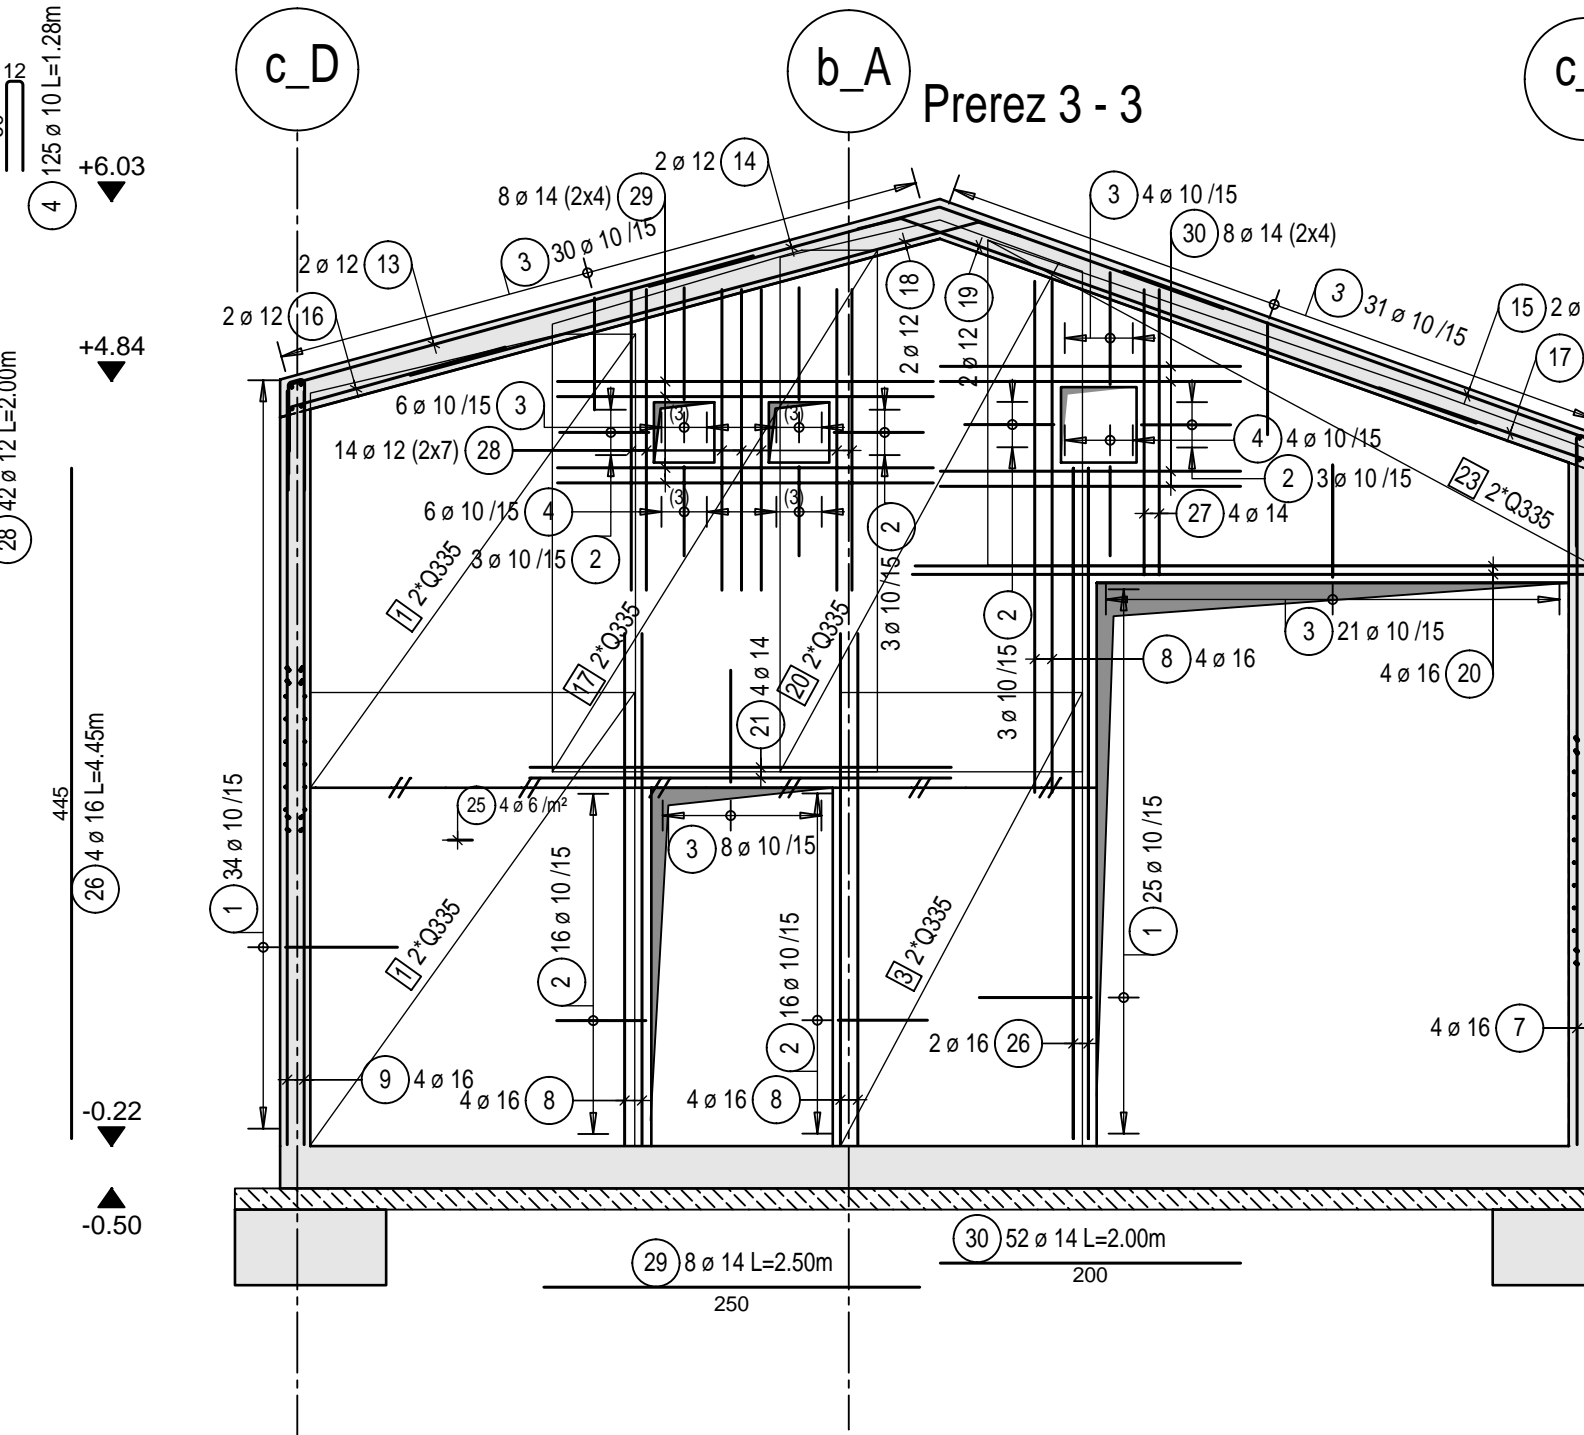 c_D
b_A
c_
Prerez 3 - 3
12
4 125 ø 10 L=1.28m
+6.03
+4.84
-0.22
-0.50
2 ø 12 14
8 ø 14 (2x4) 29
3 30 ø 10 /15
2 ø 12 13
2 ø 12 16
3 4 ø 10 /15
30 8 ø 14 (2x4)
18
2 ø 12
19
2 ø 12
3 31 ø 10 /15
15 2 ø
17
28 42 ø 12 L=2.00m
6 ø 10 /15 3
(3)
(3)
14 ø 12 (2x7) 28
4 4 ø 10 /15
2 3 ø 10 /15
23 2*Q335
6 ø 10 /15 4
(3)
(3)
27 4 ø 14
3 ø 10 /15 2
2
3 ø 10 /15
1 2*Q335
17 2*Q335
20 2*Q335
2
3 ø 10 /15
3 21 ø 10 /15
8 4 ø 16
4 ø 16 20
21 4 ø 14
445
26 4 ø 16 L=4.45m
1 34 ø 10 /15
25 4 ø 6 /m²
3 8 ø 10 /15
2 16 ø 10 /15
2 16 ø 10 /15
1 25 ø 10 /15
1 2*Q335
3 2*Q335
2 ø 16 26
4 ø 16 7
9 4 ø 16
4 ø 16 8
4 ø 16 8
29 8 ø 14 L=2.50m
250
30 52 ø 14 L=2.00m
200